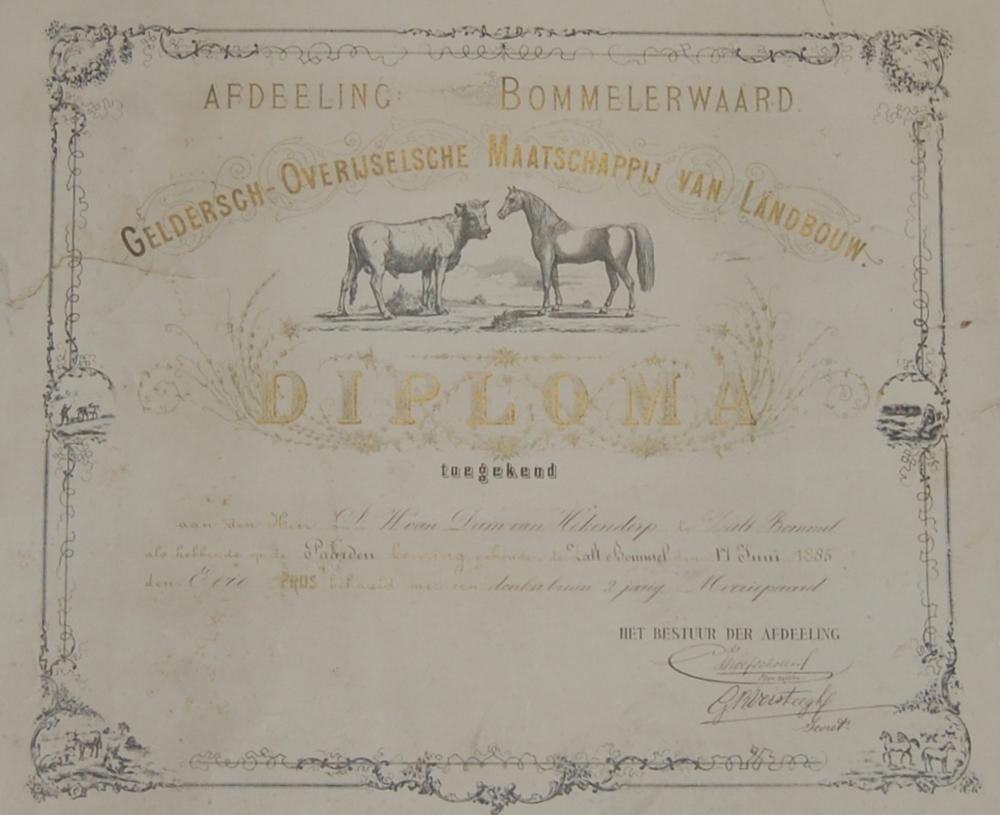 AFDEELING BOMMELERWAARD.
GELDERSCH-OVERIJSELSCHE MAATSCHAPPIJ VAN LANDBOUW.
DIPLOMA
toegekend
aan den Heer van Dam van Hekendorp te Zalt Bommel
als hebbende op de Paarden keuring gehouden te Zalt Bommel den 17 Juni 1885
den PRIJS behaald met een donkerbruin 2 jarig Merriepaard
HET BESTUUR DER AFDEELING
Secret.